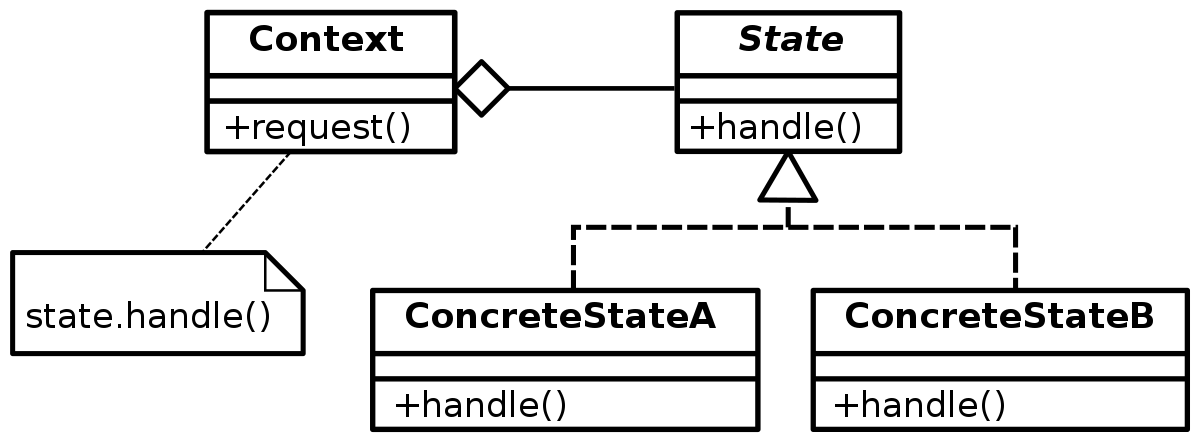 Context
+request()
State
+handle()
state.handle()
ConcreteStateA
+handle()
ConcreteStateB
+handle()